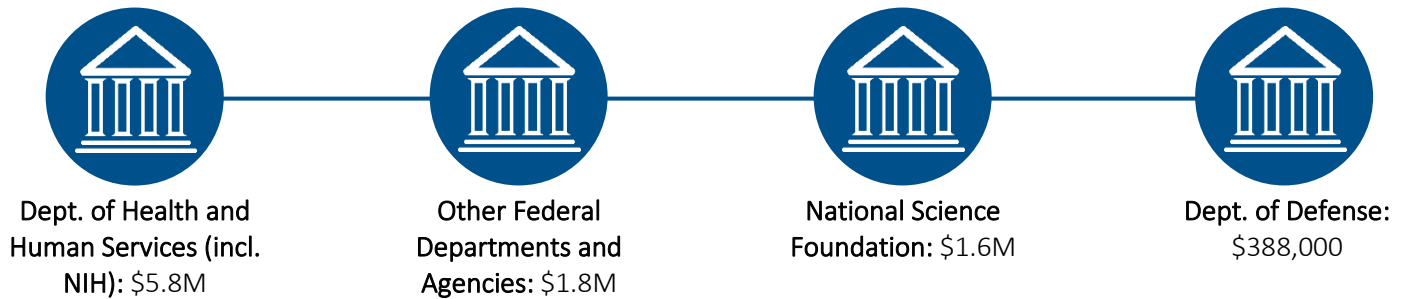 Dept. of Health and
Human Services (incl.
NIH): $5.8M
Other Federal
Departments and
Agencies: $1.8M
National Science
Foundation: $1.6M
Dept. of Defense:
$388,000